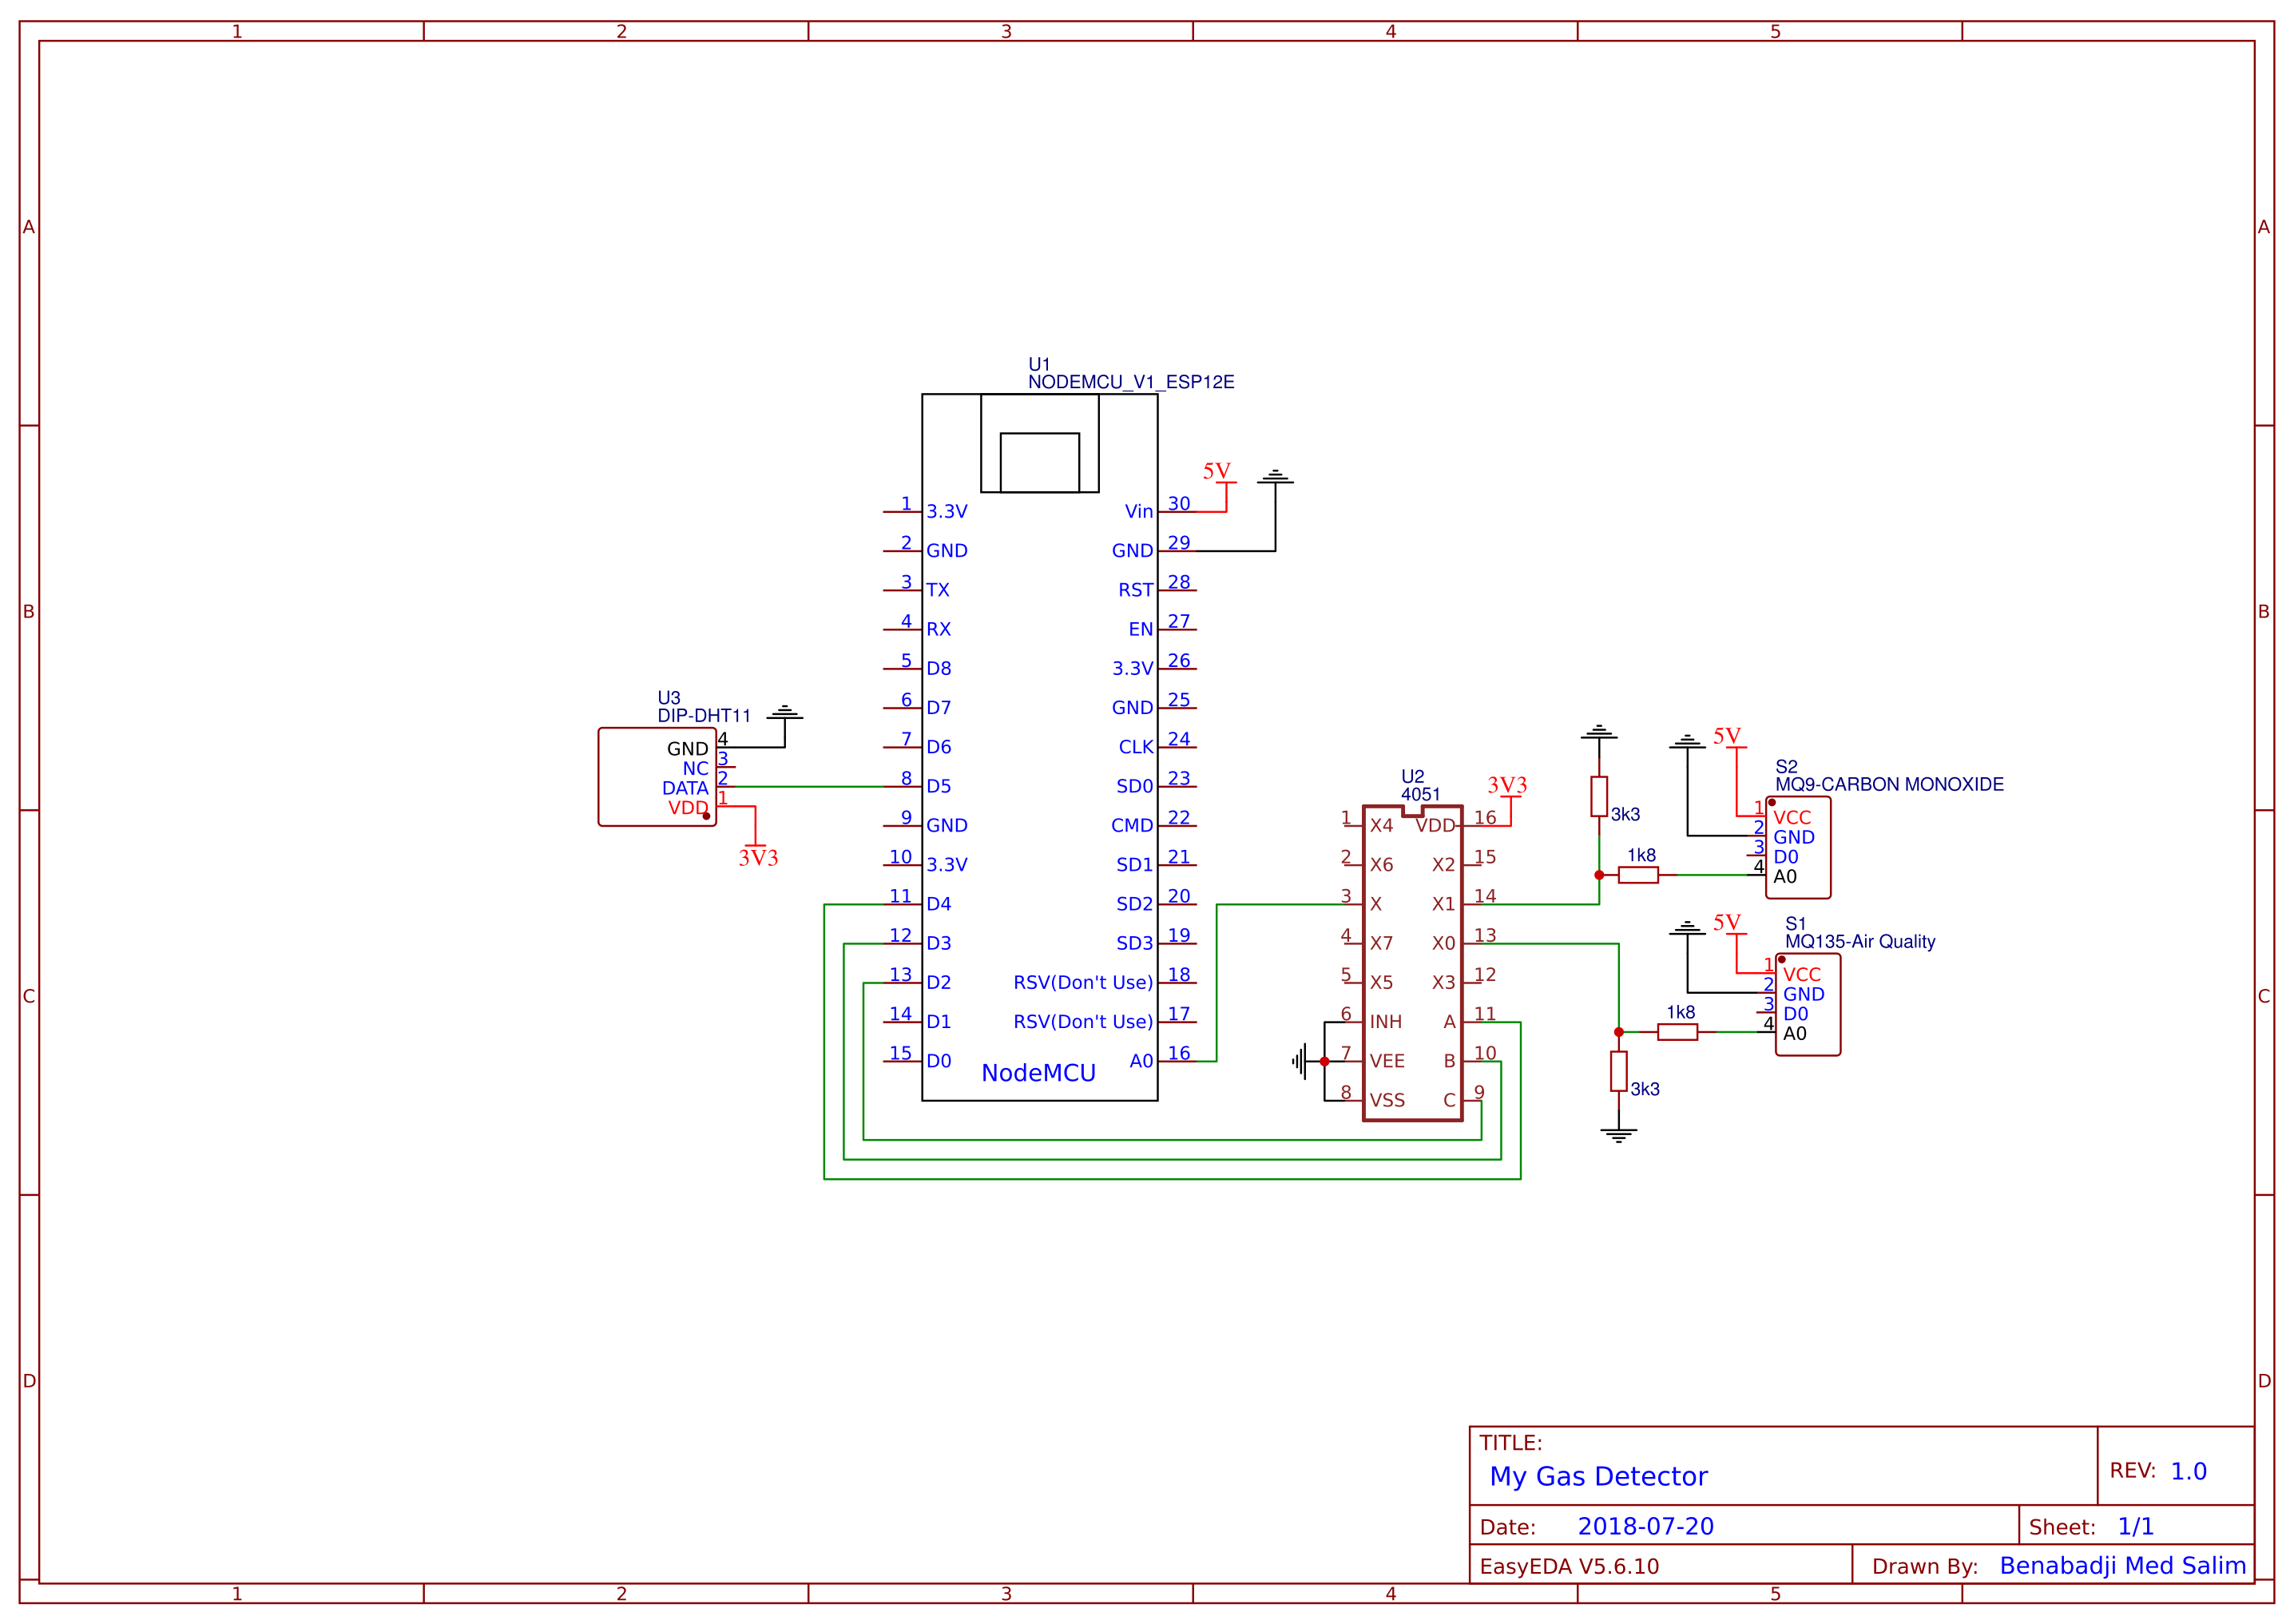 1 2 3 4 5
A A
B B
C C
D D
U1
NODEMCU_V1_ESP12E
1 3.3V
2 GND
3 TX
4 RX
5 D8
6 D7
7 D6
8 D5
9 GND
10 3.3V
11 D4
12 D3
13 D2
14 D1
15 D0
Vin 30
GND 29
RST 28
EN 27
3.3V 26
GND 25
CLK 24
SD0 23
CMD 22
SD1 21
SD2 20
SD3 19
RSV(Don't Use) 18
RSV(Don't Use) 17
A0 16
NodeMCU
5V
U3
DIP-DHT11
GND 4
NC 3
DATA 2
VDD 1
3V3
U2
4051
3V3
1 X4
2 X6
3 X
4 X7
5 X5
6 INH
7 VEE
8 VSS
VDD 16
X2 15
X1 14
X0 13
X3 12
A 11
B 10
C 9
3k3
1k8
5V
S2
MQ9-CARBON MONOXIDE
1 VCC
2 GND
3 D0
4 A0
5V
S1
MQ135-Air Quality
1 VCC
2 GND
3 D0
4 A0
1k8
3k3
TITLE:
My Gas Detector
REV: 1.0
Date: 2018-07-20
Sheet: 1/1
EasyEDA V5.6.10
Drawn By: Benabadji Med Salim
1 2 3 4 5